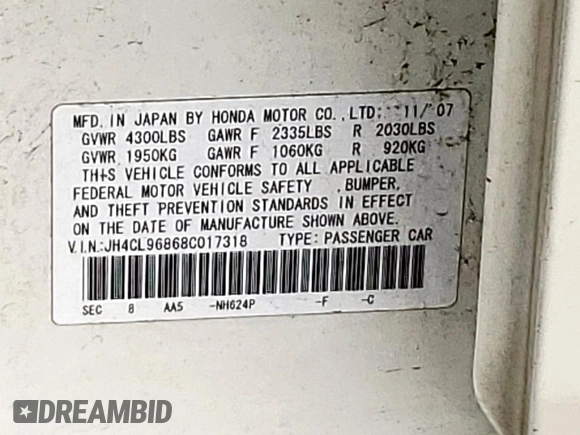 MFD. IN JAPAN BY HONDA MOTOR CO., LTD. 11/'07
GVWR 4300LBS GAWR F 2335LBS R 2030LBS
GVWR 1950KG GAWR F 1060KG R 920KG
TH+S VEHICLE CONFORMS TO ALL APPLICABLE
FEDERAL MOTOR VEHICLE SAFETY , BUMPER,
AND THEFT PREVENTION STANDARDS IN EFFECT
ON THE DATE OF MANUFACTURE SHOWN ABOVE.
V.I.N.:JH4CL96868C017318 TYPE: PASSENGER CAR
SEC 8 AA5 -NH624P -F -C
DREAMBID